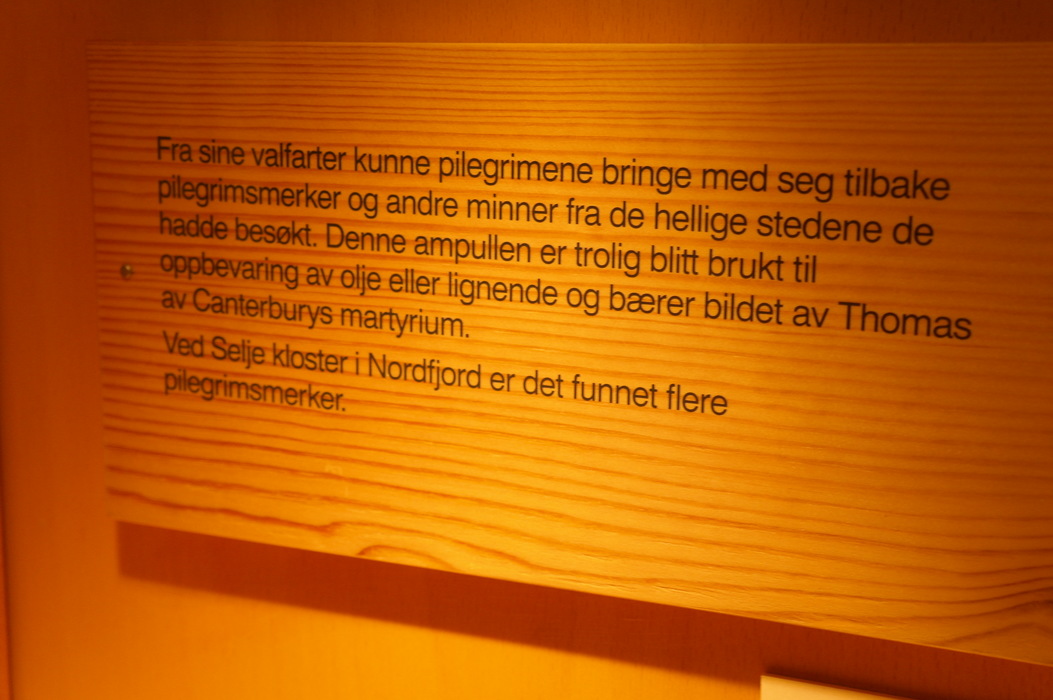 Fra sine valfarter kunne pilegrimene bringe med seg tilbake
pilegrimsmerker og andre minner fra de hellige stedene de
hadde besøkt. Denne ampullen er trolig blitt brukt til
oppbevaring av olje eller lignende og bærer bildet av Thomas
av Canterburys martyrium.
Ved Selje kloster i Nordfjord er det funnet flere
pilegrimsmerker.